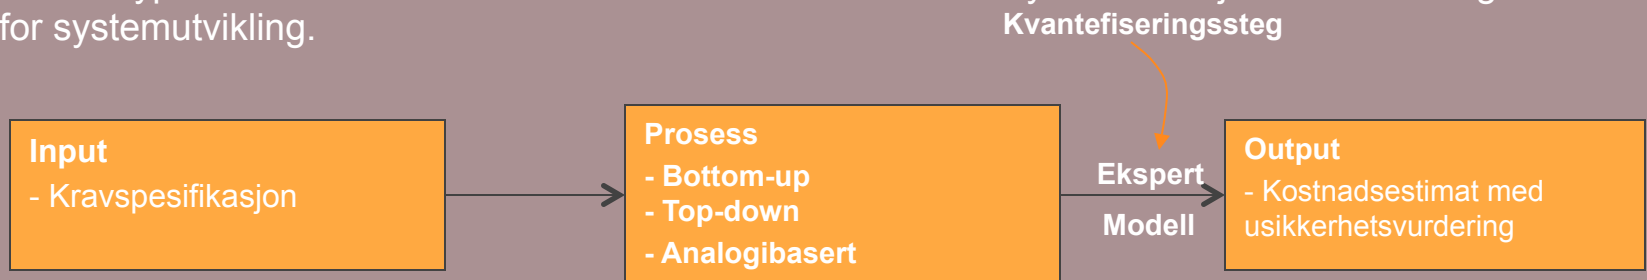 for systemutvikling.
Kvantefiseringssteg
Input
- Kravspesifikasjon
Prosess
- Bottom-up
- Top-down
- Analogibasert
Ekspert
Modell
Output
- Kostnadsestimat med
usikkerhetsvurdering